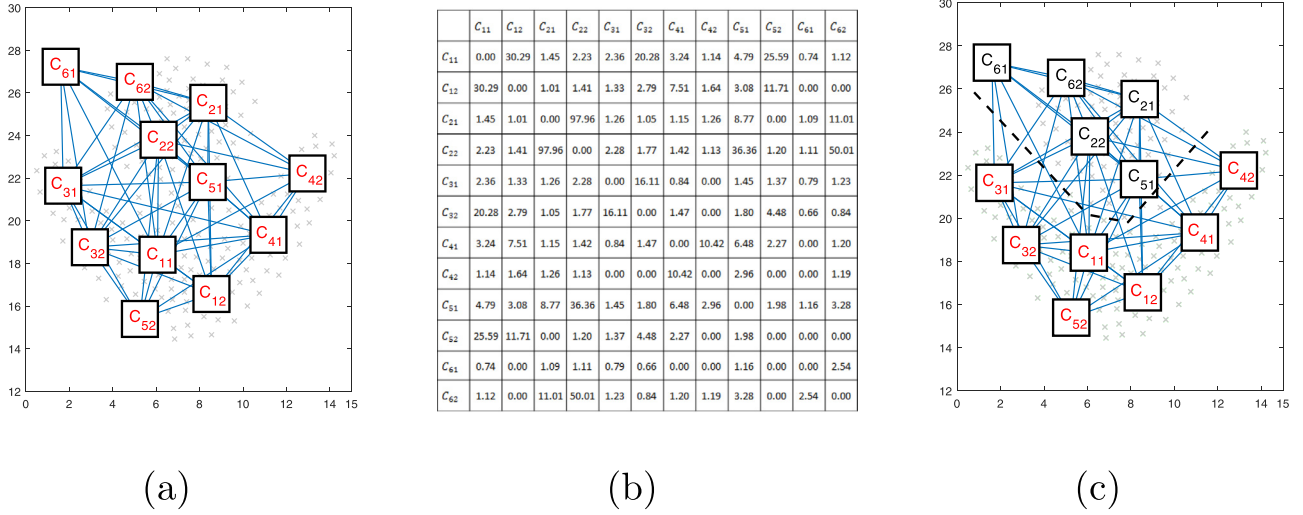 30
28
26
24
22
20
18
16
14
12
0 2 4 6 8 10 12 14 15
C61
C62
C21
C22
C31
C51
C42
C41
C32
C11
C12
C52
(a)
C11 C12 C21 C22 C31 C32 C41 C42 C51 C52 C61 C62
C11 0.00 30.29 1.45 2.23 2.36 20.28 3.24 1.14 4.79 25.59 0.74 1.12
C12 30.29 0.00 1.01 1.41 1.33 2.79 7.51 1.64 3.08 11.71 0.00 0.00
C21 1.45 1.01 0.00 97.96 1.26 1.05 1.15 1.26 8.77 0.00 1.09 11.01
C22 2.23 1.41 97.96 0.00 2.28 1.77 1.42 1.13 36.36 1.20 1.11 50.01
C31 2.36 1.33 1.26 2.28 0.00 16.11 0.84 0.00 1.45 1.37 0.79 1.23
C32 20.28 2.79 1.05 1.77 16.11 0.00 1.47 0.00 1.80 4.48 0.66 0.84
C41 3.24 7.51 1.15 1.42 0.84 1.47 0.00 10.42 6.48 2.27 0.00 1.20
C42 1.14 1.64 1.26 1.13 0.00 0.00 10.42 0.00 2.96 0.00 0.00 1.19
C51 4.79 3.08 8.77 36.36 1.45 1.80 6.48 2.96 0.00 1.98 1.16 3.28
C52 25.59 11.71 0.00 1.20 1.37 4.48 2.27 0.00 1.98 0.00 0.00 0.00
C61 0.74 0.00 1.09 1.11 0.79 0.66 0.00 0.00 1.16 0.00 0.00 2.54
C62 1.12 0.00 11.01 50.01 1.23 0.84 1.20 1.19 3.28 0.00 2.54 0.00
(b)
30
28
26
24
22
20
18
16
14
12
0 2 4 6 8 10 12 14 15
C61
C62
C21
C22
C31
C51
C42
C41
C32
C11
C12
C52
(c)